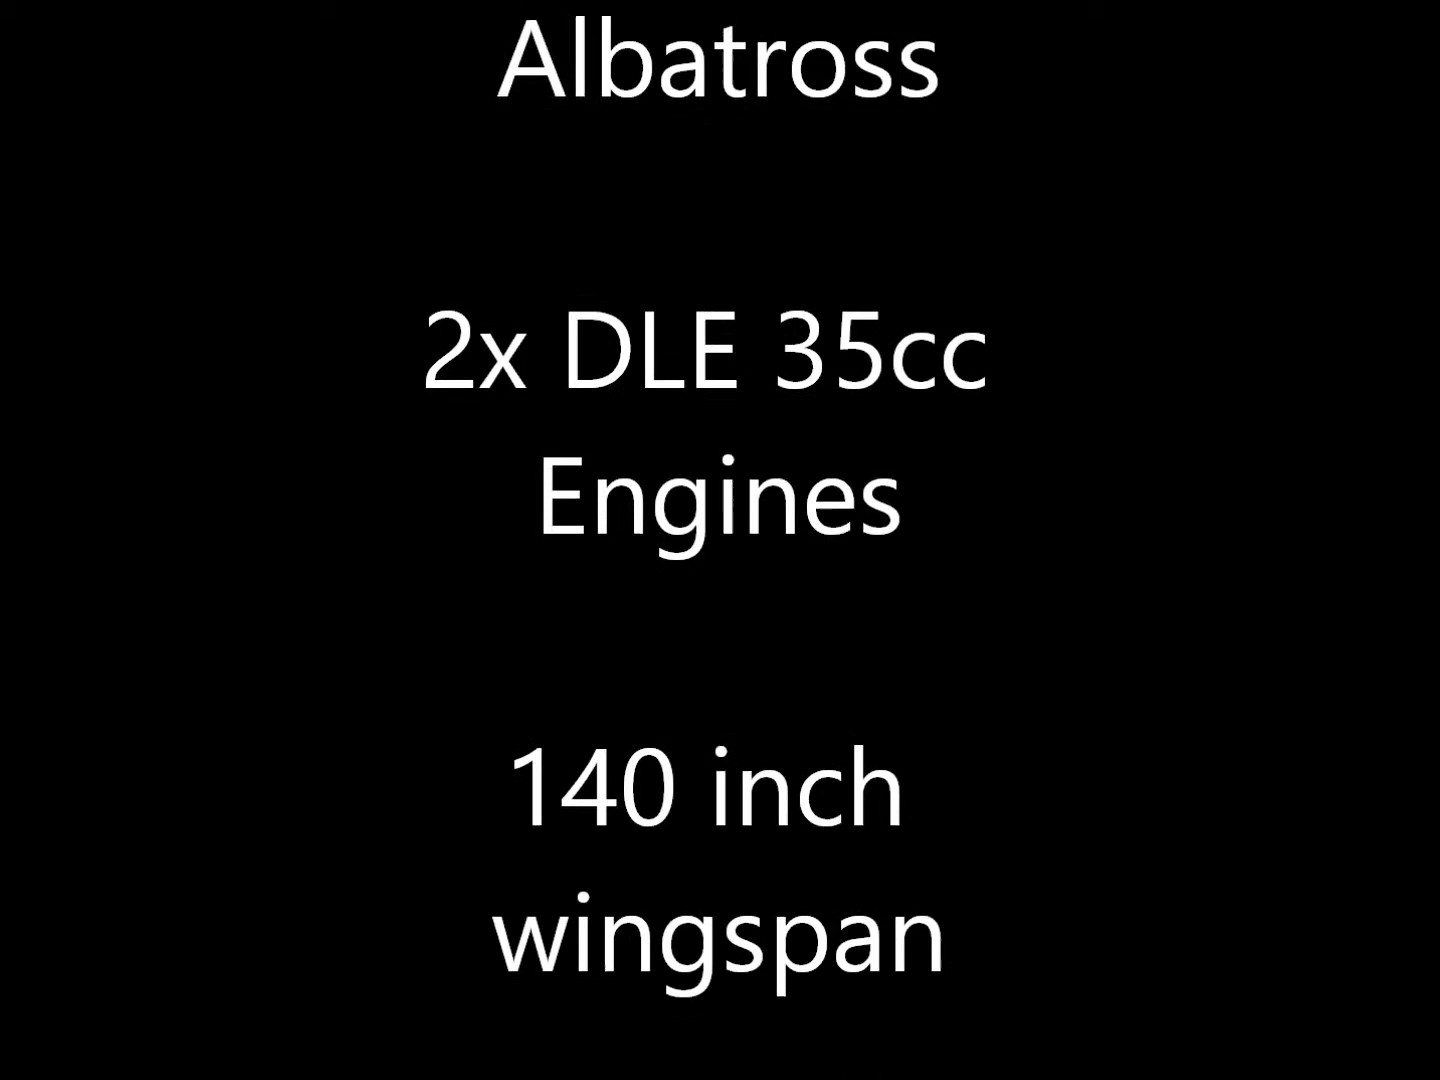 Albatross
2x DLE 35cc
Engines
140 inch
wingspan